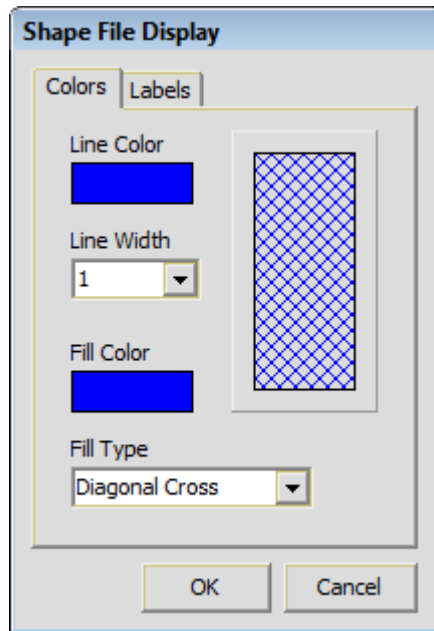 Shape File Display
Colors Labels
Line Color
Line Width
1
Fill Color
Fill Type
Diagonal Cross
OK Cancel